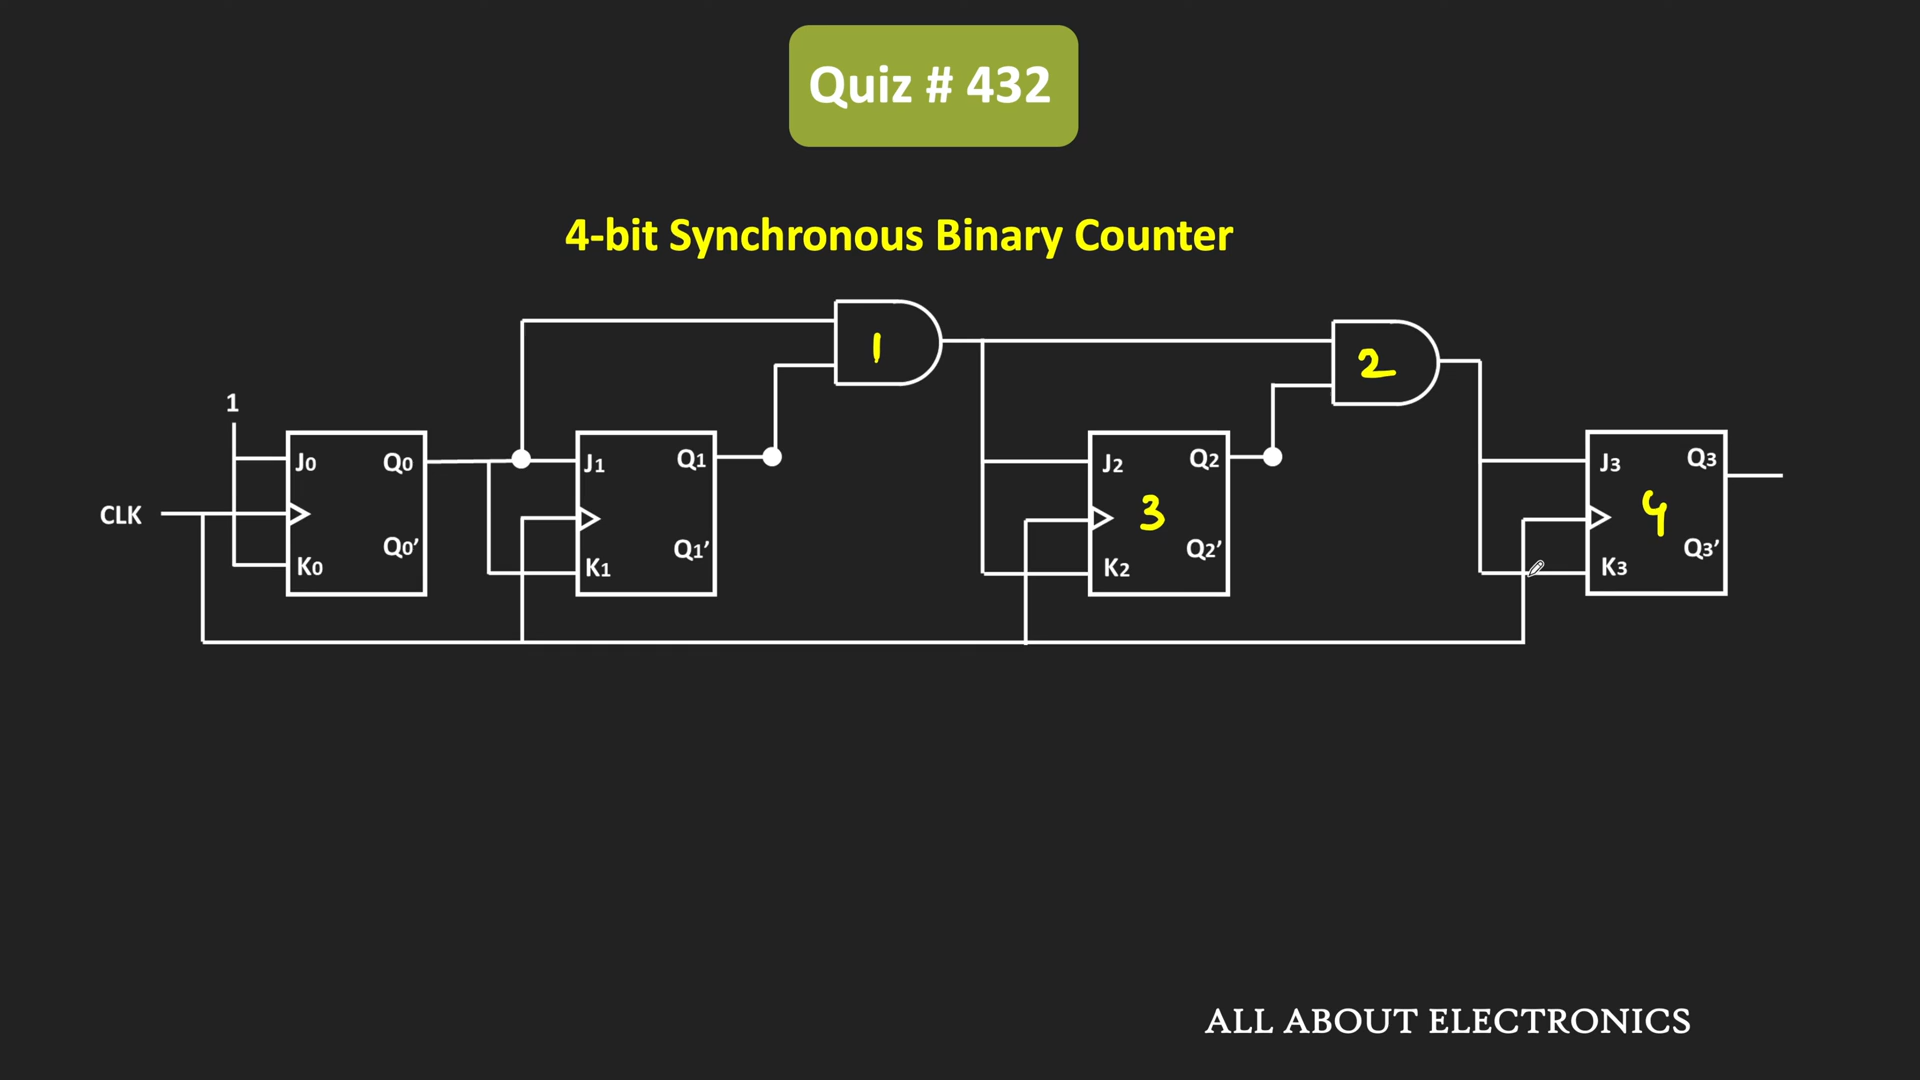 Quiz # 432
4-bit Synchronous Binary Counter
1
2
1
J0 Q0 J1 Q1 J2 Q2 J3 Q3
CLK 3 4
Q0’ Q1’ Q2’ Q3’
K0 K1 K2 K3
ALL ABOUT ELECTRONICS